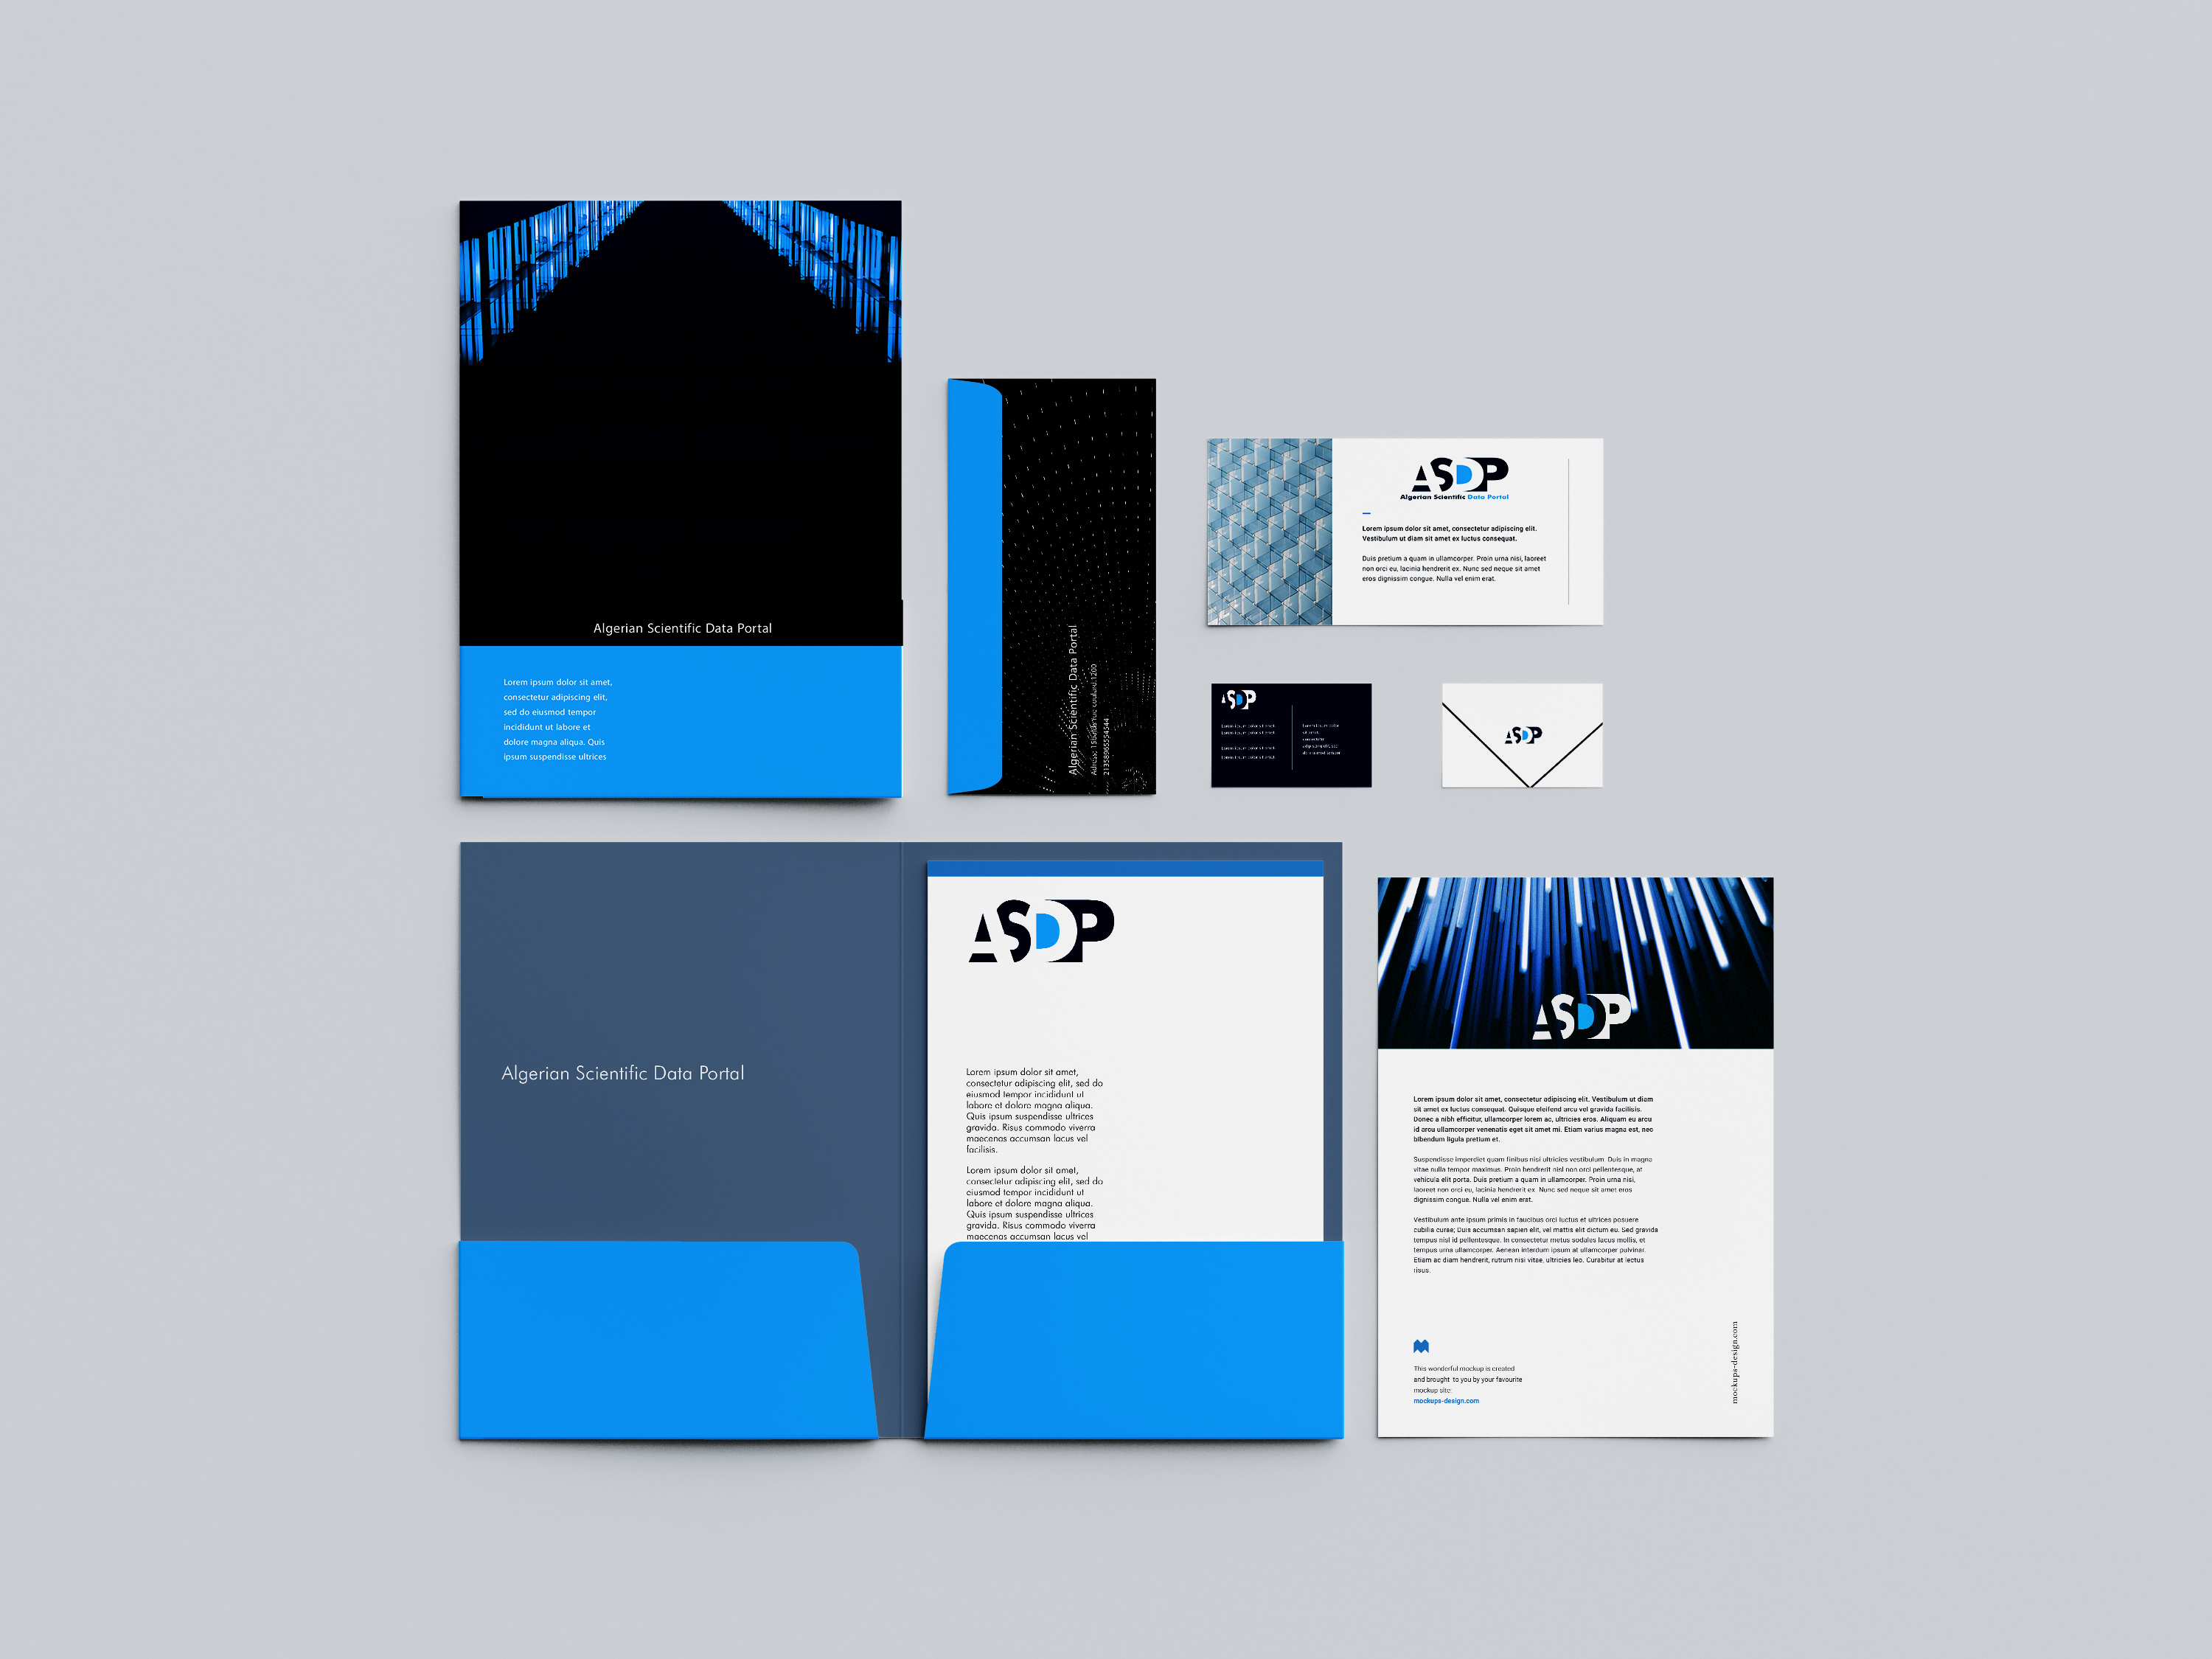 Algerian Scientific Data Portal
Lorem ipsum dolor sit amet,
consectetur adipiscing elit,
sed do eiusmod tempor
incididunt ut labore et
dolore magna aliqua. Quis
ipsum suspendisse ultrices
Algerian Scientific Data Portal
21358965554544
ASDP
Algerian Scientific Data Portal
Lorem ipsum dolor sit amet, consectetur adipiscing elit.
Vestibulum ut diam sit amet ex luctus consequat.
Duis pretium a quam in ullamcorper. Proin urna nisi, laoreet
non orci eu, lacinia hendrerit ex. Nunc sed neque sit amet
eros dignissim congue. Nulla vel enim erat.
ASDP
ASDP
Algerian Scientific Data Portal
ASDP
Lorem ipsum dolor sit amet,
consectetur adipiscing elit, sed do
eiusmod tempor incididunt ut
labore et dolore magna aliqua.
Quis ipsum suspendisse ultrices
gravida. Risus commodo viverra
maecenas accumsan lacus vel
facilisis.
Lorem ipsum dolor sit amet,
consectetur adipiscing elit, sed do
eiusmod tempor incididunt ut
labore et dolore magna aliqua.
Quis ipsum suspendisse ultrices
gravida. Risus commodo viverra
maecenas accumsan lacus vel
ASDP
Lorem ipsum dolor sit amet, consectetur adipiscing elit. Vestibulum ut diam
sit amet ex luctus consequat. Quisque eleifend arcu vel gravida facilisis.
Donec a nibh efficitur, ullamcorper lorem ac, ultricies eros. Aliquam eu arcu
id arcu ullamcorper venenatis eget sit amet mi. Etiam varius magna est, nec
bibendum ligula pretium et.
Suspendisse imperdiet quam finibus nisi ultricies vestibulum. Duis in magna
vitae nulla tempor maximus. Proin hendrerit nisl non orci pellentesque, at
vehicula elit porta. Duis pretium a quam in ullamcorper. Proin urna nisi,
laoreet non orci eu, lacinia hendrerit ex. Nunc sed neque sit amet eros
dignissim congue. Nulla vel enim erat.
Vestibulum ante ipsum primis in faucibus orci luctus et ultrices posuere
cubilia curae; Duis accumsan sapien elit, vel mattis elit dictum eu. Sed gravida
tempus nisl id pellentesque. In consectetur metus sodales lacus mollis, et
tempus urna ullamcorper. Aenean interdum ipsum at ullamcorper pulvinar.
Etiam ac diam hendrerit, rutrum nisi vitae, ultricies leo. Curabitur at lectus
risus.
This wonderful mockup is created
and brought to you by your favourite
mockup site:
mockups-design.com
mockups-design.com